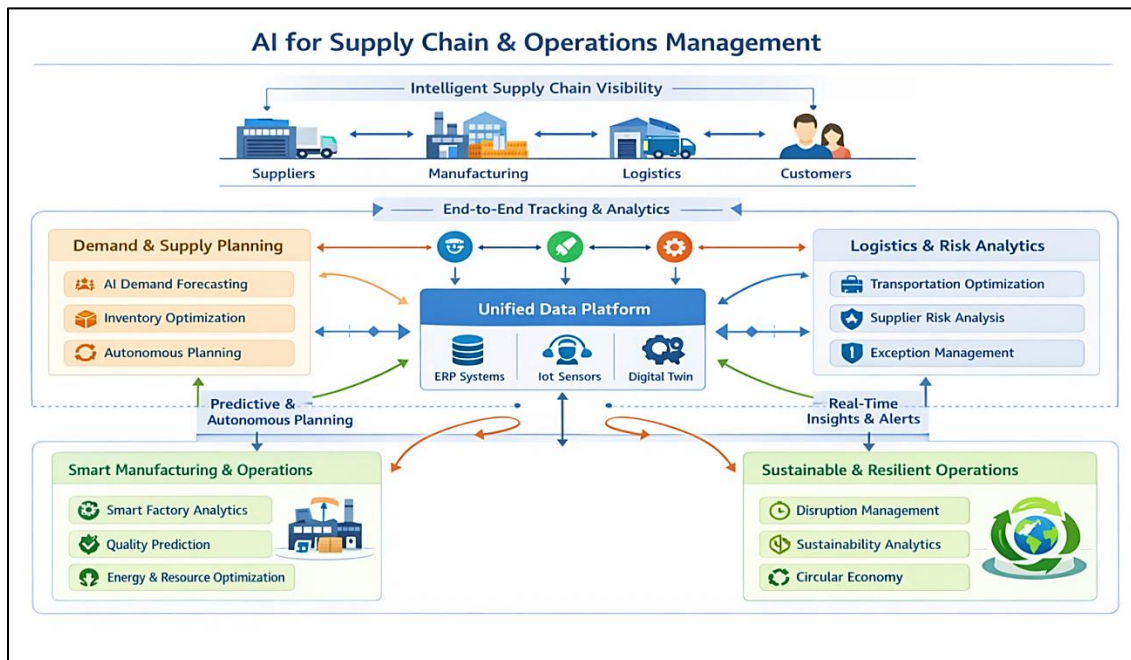 AI for Supply Chain & Operations Management
Intelligent Supply Chain Visibility
Suppliers
Manufacturing
Logistics
Customers
End-to-End Tracking & Analytics
Demand & Supply Planning
AI Demand Forecasting
Inventory Optimization
Autonomous Planning
Unified Data Platform
ERP Systems
Iot Sensors
Digital Twin
Logistics & Risk Analytics
Transportation Optimization
Supplier Risk Analysis
Exception Management
Predictive &
Autonomous Planning
Real-Time
Insights & Alerts
Smart Manufacturing & Operations
Smart Factory Analytics
Quality Prediction
Energy & Resource Optimization
Sustainable & Resilient Operations
Disruption Management
Sustainability Analytics
Circular Economy